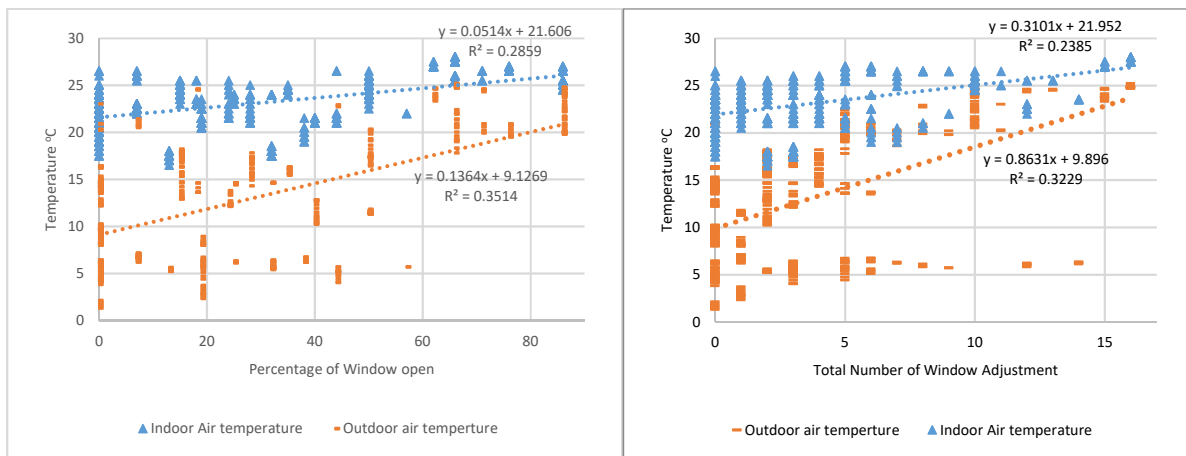 y = 0.0514x + 21.606
R² = 0.2859
30
25
20
15
10
5
0
Temperature ºC
y = 0.1364x + 9.1269
R² = 0.3514
0 20 40 60 80
Percentage of Window open
Indoor Air temperature Outdoor air temperture
y = 0.3101x + 21.952
R² = 0.2385
30
25
20
15
10
5
0
Temperature ºC
y = 0.8631x + 9.896
R² = 0.3229
0 5 10 15
Total Number of Window Adjustment
Outdoor air temperture Indoor Air temperature